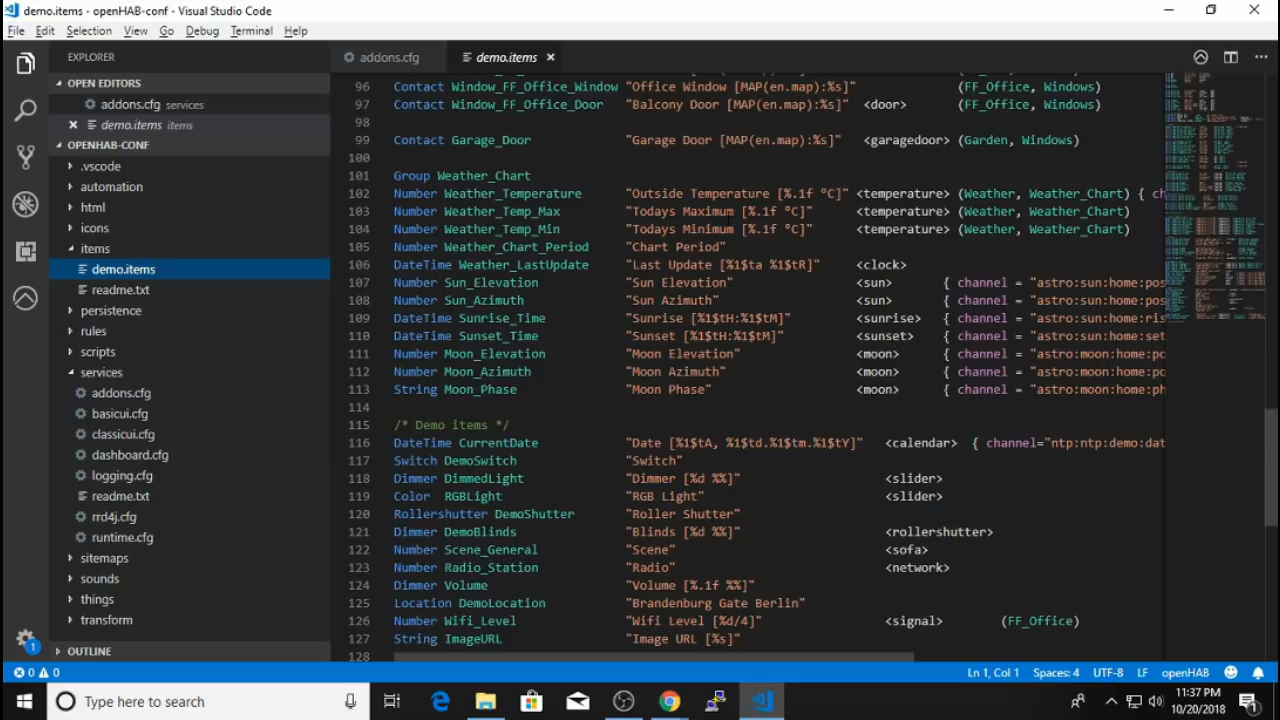 demo.items - openHAB-conf - Visual Studio Code
File Edit Selection View Go Debug Terminal Help
EXPLORER
OPEN EDITORS
addons.cfg services
demo.items items
OPENHAB-CONF
.vscode
automation
html
icons
items
demo.items
readme.txt
persistence
rules
scripts
services
addons.cfg
basicui.cfg
classicui.cfg
dashboard.cfg
logging.cfg
readme.txt
rrd4j.cfg
runtime.cfg
sitemaps
sounds
things
transform
OUTLINE
addons.cfg demo.items
96 Contact Window_FF_Office_Window "Office Window [MAP(en.map):%s]" (FF_Office, Windows)
97 Contact Window_FF_Office_Door "Balcony Door [MAP(en.map):%s]" <door> (FF_Office, Windows)
98
99 Contact Garage_Door "Garage Door [MAP(en.map):%s]" <garagedoor> (Garden, Windows)
100
101 Group Weather_Chart
102 Number Weather_Temperature "Outside Temperature [%.1f °C]" <temperature> (Weather, Weather_Chart) { ch
103 Number Weather_Temp_Max "Todays Maximum [%.1f °C]" <temperature> (Weather, Weather_Chart)
104 Number Weather_Temp_Min "Todays Minimum [%.1f °C]" <temperature> (Weather, Weather_Chart)
105 Number Weather_Chart_Period "Chart Period"
106 DateTime Weather_LastUpdate "Last Update [%1$ta %1$tR]" <clock>
107 Number Sun_Elevation "Sun Elevation" <sun> { channel = "astro:sun:home:pos
108 Number Sun_Azimuth "Sun Azimuth" <sun> { channel = "astro:sun:home:pos
109 DateTime Sunrise_Time "Sunrise [%1$tH:%1$tM]" <sunrise> { channel = "astro:sun:home:ris
110 DateTime Sunset_Time "Sunset [%1$tH:%1$tM]" <sunset> { channel = "astro:sun:home:set
111 Number Moon_Elevation "Moon Elevation" <moon> { channel = "astro:moon:home:po
112 Number Moon_Azimuth "Moon Azimuth" <moon> { channel = "astro:moon:home:po
113 String Moon_Phase "Moon Phase" <moon> { channel = "astro:moon:home:ph
114
115 /* Demo items */
116 DateTime CurrentDate "Date [%1$tA, %1$td.%1$tm.%1$tY]" <calendar> { channel="ntp:ntp:demo:dat
117 Switch DemoSwitch "Switch"
118 Dimmer DimmedLight "Dimmer [%d %%]" <slider>
119 Color RGBLight "RGB Light" <slider>
120 Rollershutter DemoShutter "Roller Shutter"
121 Dimmer DemoBlinds "Blinds [%d %%]" <rollershutter>
122 Number Scene_General "Scene" <sofa>
123 Number Radio_Station "Radio" <network>
124 Dimmer Volume "Volume [%.1f %%]"
125 Location DemoLocation "Brandenburg Gate Berlin"
126 Number Wifi_Level "Wifi Level [%d/4]" <signal> (FF_Office)
127 String ImageURL "Image URL [%s]"
128
1
0 0 Ln 1, Col 1 Spaces: 4 UTF-8 LF openHAB
Type here to search
11:37 PM
10/20/2018
1